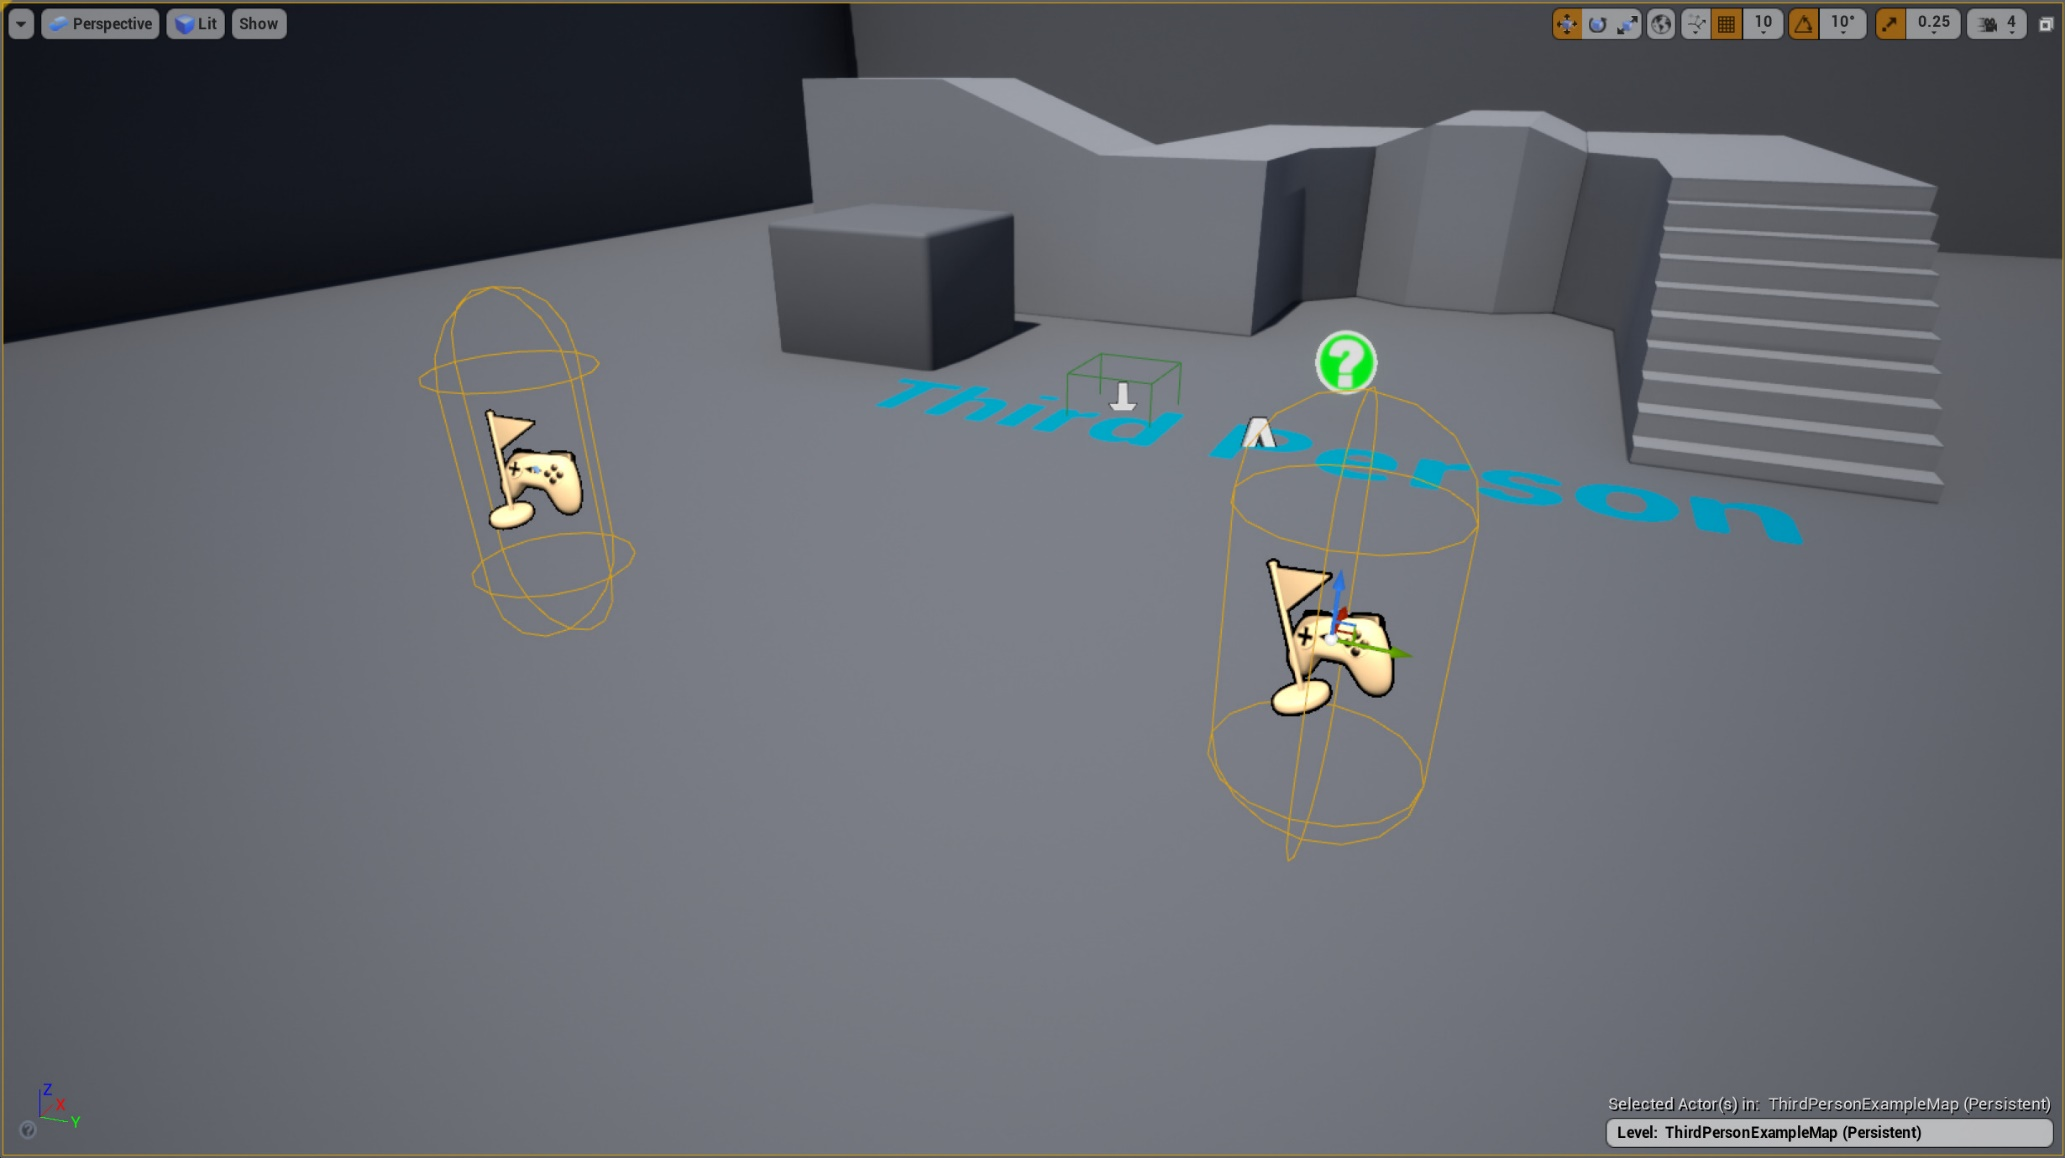 Perspective Lit Show 10 10° 0.25 4
?
Third person
Z
X
Y
?
Selected Actor(s) in: ThirdPersonExampleMap (Persistent)
Level: ThirdPersonExampleMap (Persistent)